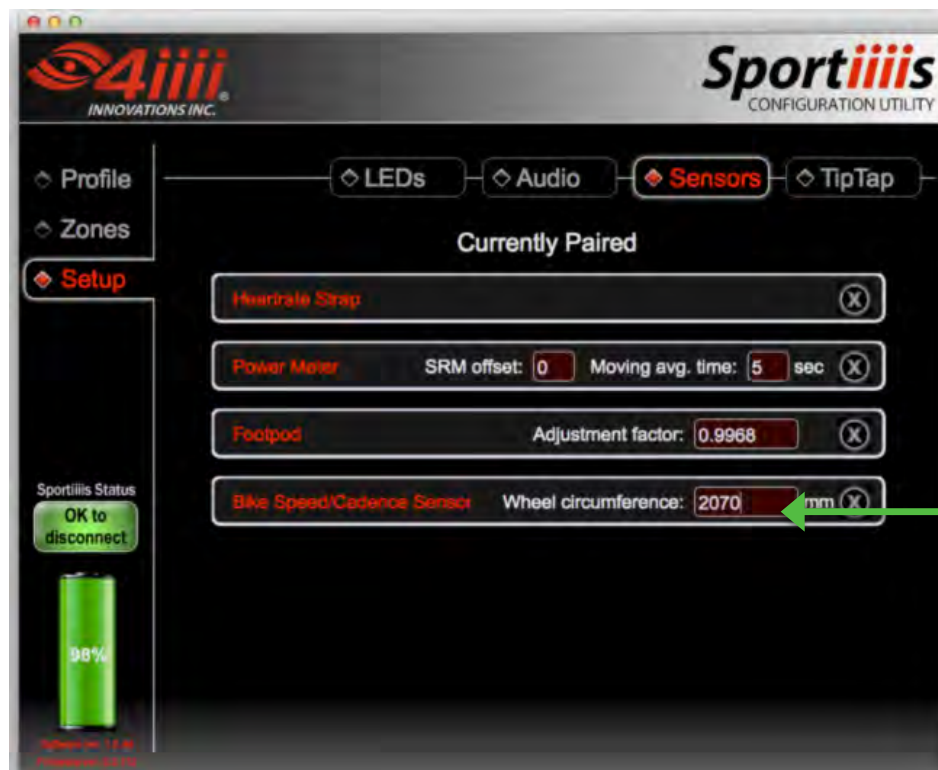 4iiii
INNOVATIONS INC.®
Sportiiiis
CONFIGURATION UTILITY
Profile
Zones
Setup
LEDs
Audio
Sensors
TipTap
Currently Paired
Heartrate Strap
Power Meter SRM offset: 0 Moving avg. time: 5 sec X
Footpod Adjustment factor: 0.9968 X
Bike Speed/Cadence Sensor Wheel circumference: 2070 mm X
Sportiiiis Status
OK to
disconnect
98%